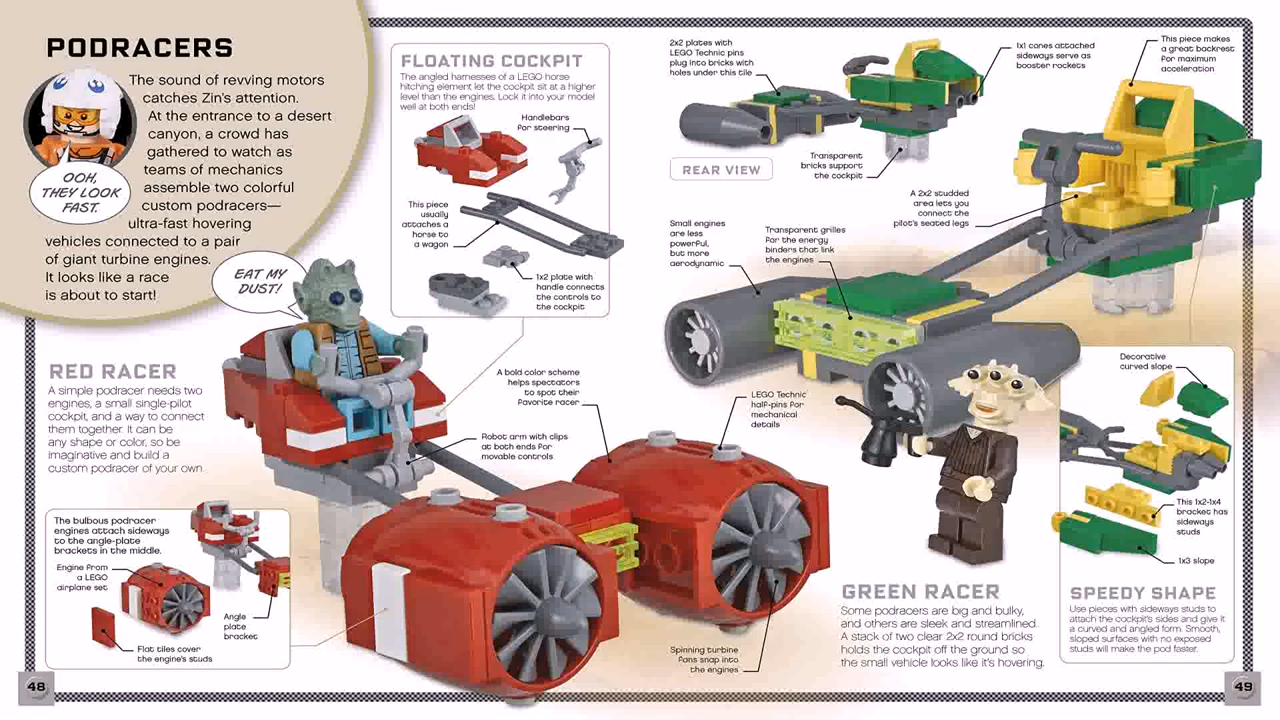 PODRACERS
The sound of revving motors
catches Zin's attention.
At the entrance to a desert
canyon, a crowd has
gathered to watch as
teams of mechanics
assemble two colorful
custom podracers—
ultra-fast hovering
vehicles connected to a pair
of giant turbine engines.
It looks like a race
is about to start!
OOH,
THEY LOOK
FAST.
EAT MY
DUST!
RED RACER
A simple podracer needs two
engines, a small single-pilot
cockpit, and a way to connect
them together. It can be
any shape or color, so be
imaginative and build a
custom podracer of your own.
The bulbous podracer
engines attach sideways
to the angle-plate
brackets in the middle.
Engine from
a LEGO
airplane set
Angle
plate
bracket
Flat tiles cover
the engine's studs
48
FLOATING COCKPIT
The angled harnesses of a LEGO horse
hitching element let the cockpit sit at a higher
level than the engines. Lock it into your model
well at both ends!
Handlebars
for steering
This piece
usually
attaches a
horse to
a wagon
1x2 plate with
handle connects
the controls to
the cockpit
A bold color scheme
helps spectators
to spot their
favorite racer
Robot arm with clips
at both ends for
movable controls
LEGO Technic
half-pins for
mechanical
details
Spinning turbine
fans snap into
the engines
2x2 plates with
LEGO Technic pins
plug into bricks with
holes under this tile
1x1 cones attached
sideways serve as
booster rockets
This piece makes
a great backrest
for maximum
acceleration
REAR VIEW
Transparent
bricks support
the cockpit
A 2x2 studded
area lets you
connect the
pilot's seated legs
Small engines
are less
powerful,
but more
aerodynamic
Transparent grilles
for the energy
binders that link
the engines
GREEN RACER
Some podracers are big and bulky,
and others are sleek and streamlined.
A stack of two clear 2x2 round bricks
holds the cockpit off the ground so
the small vehicle looks like it's hovering.
Decorative
curved slope
This 1x2-1x4
bracket has
sideways
studs
1x3 slope
SPEEDY SHAPE
Use pieces with sideways studs to
attach the cockpit's sides and give it
a curved and angled form. Smooth,
sloped surfaces with no exposed
studs will make the pod faster.
49